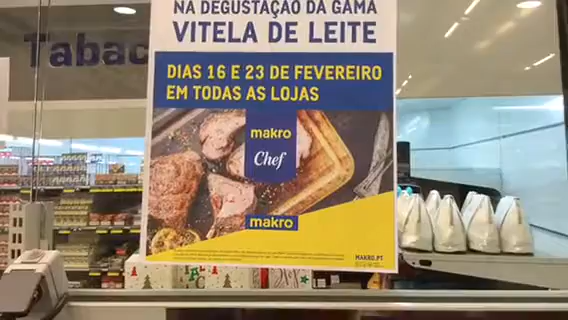 NA DEGUSTAÇÃO DA GAMA
VITELA DE LEITE
DIAS 16 E 23 DE FEVEREIRO
EM TODAS AS LOJAS
makro
Chef
makro
MAKRO.PT
Tabac